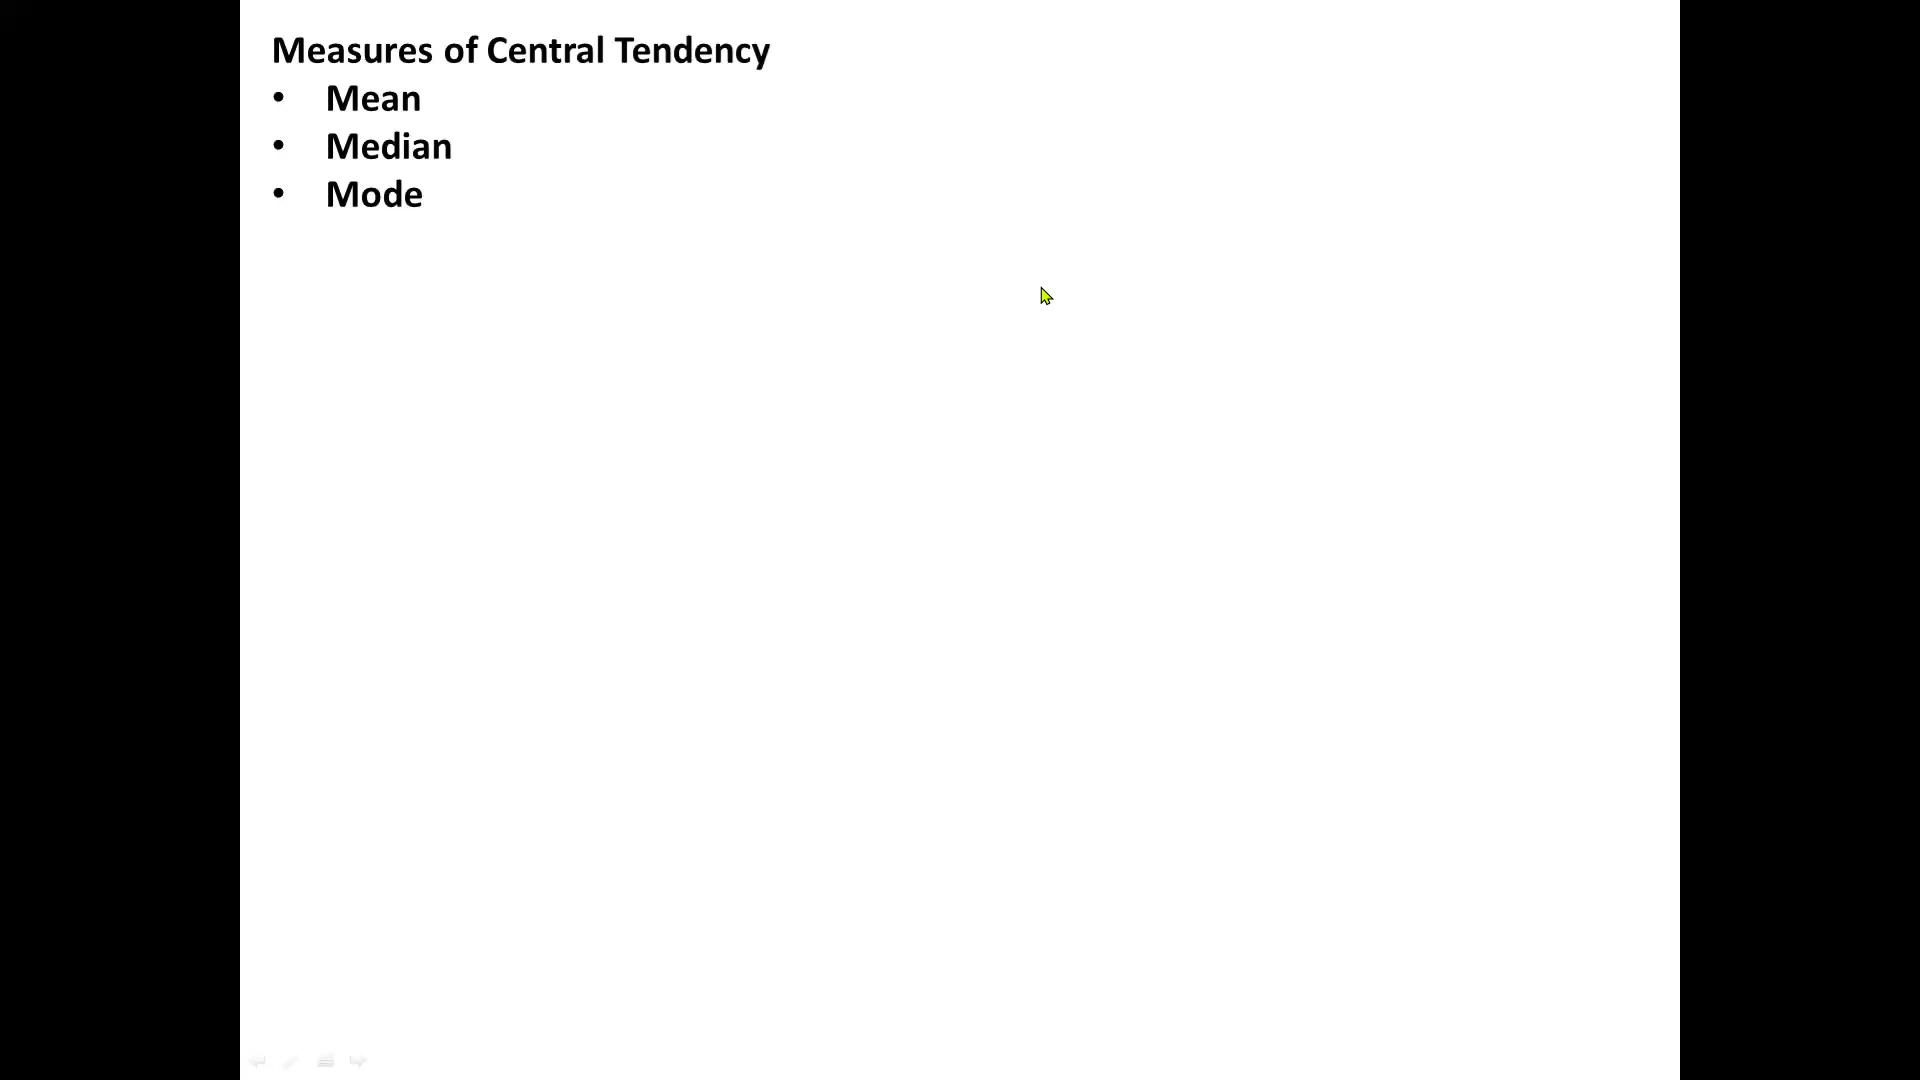 Measures of Central Tendency
• Mean
• Median
• Mode